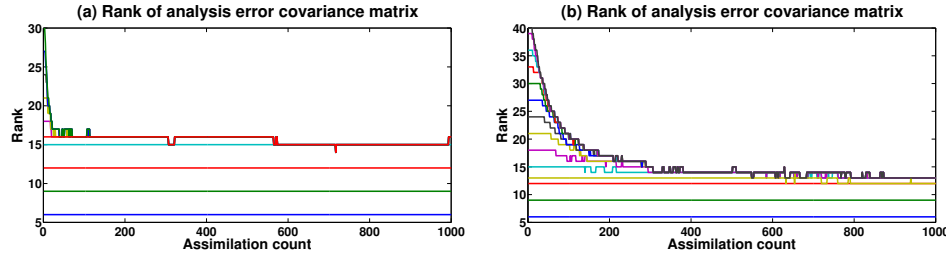 (a) Rank of analysis error covariance matrix
30
25
20
15
10
5
0 200 400 600 800 1000
Rank
Assimilation count
(b) Rank of analysis error covariance matrix
40
35
30
25
20
15
10
5
0 200 400 600 800 1000
Rank
Assimilation count